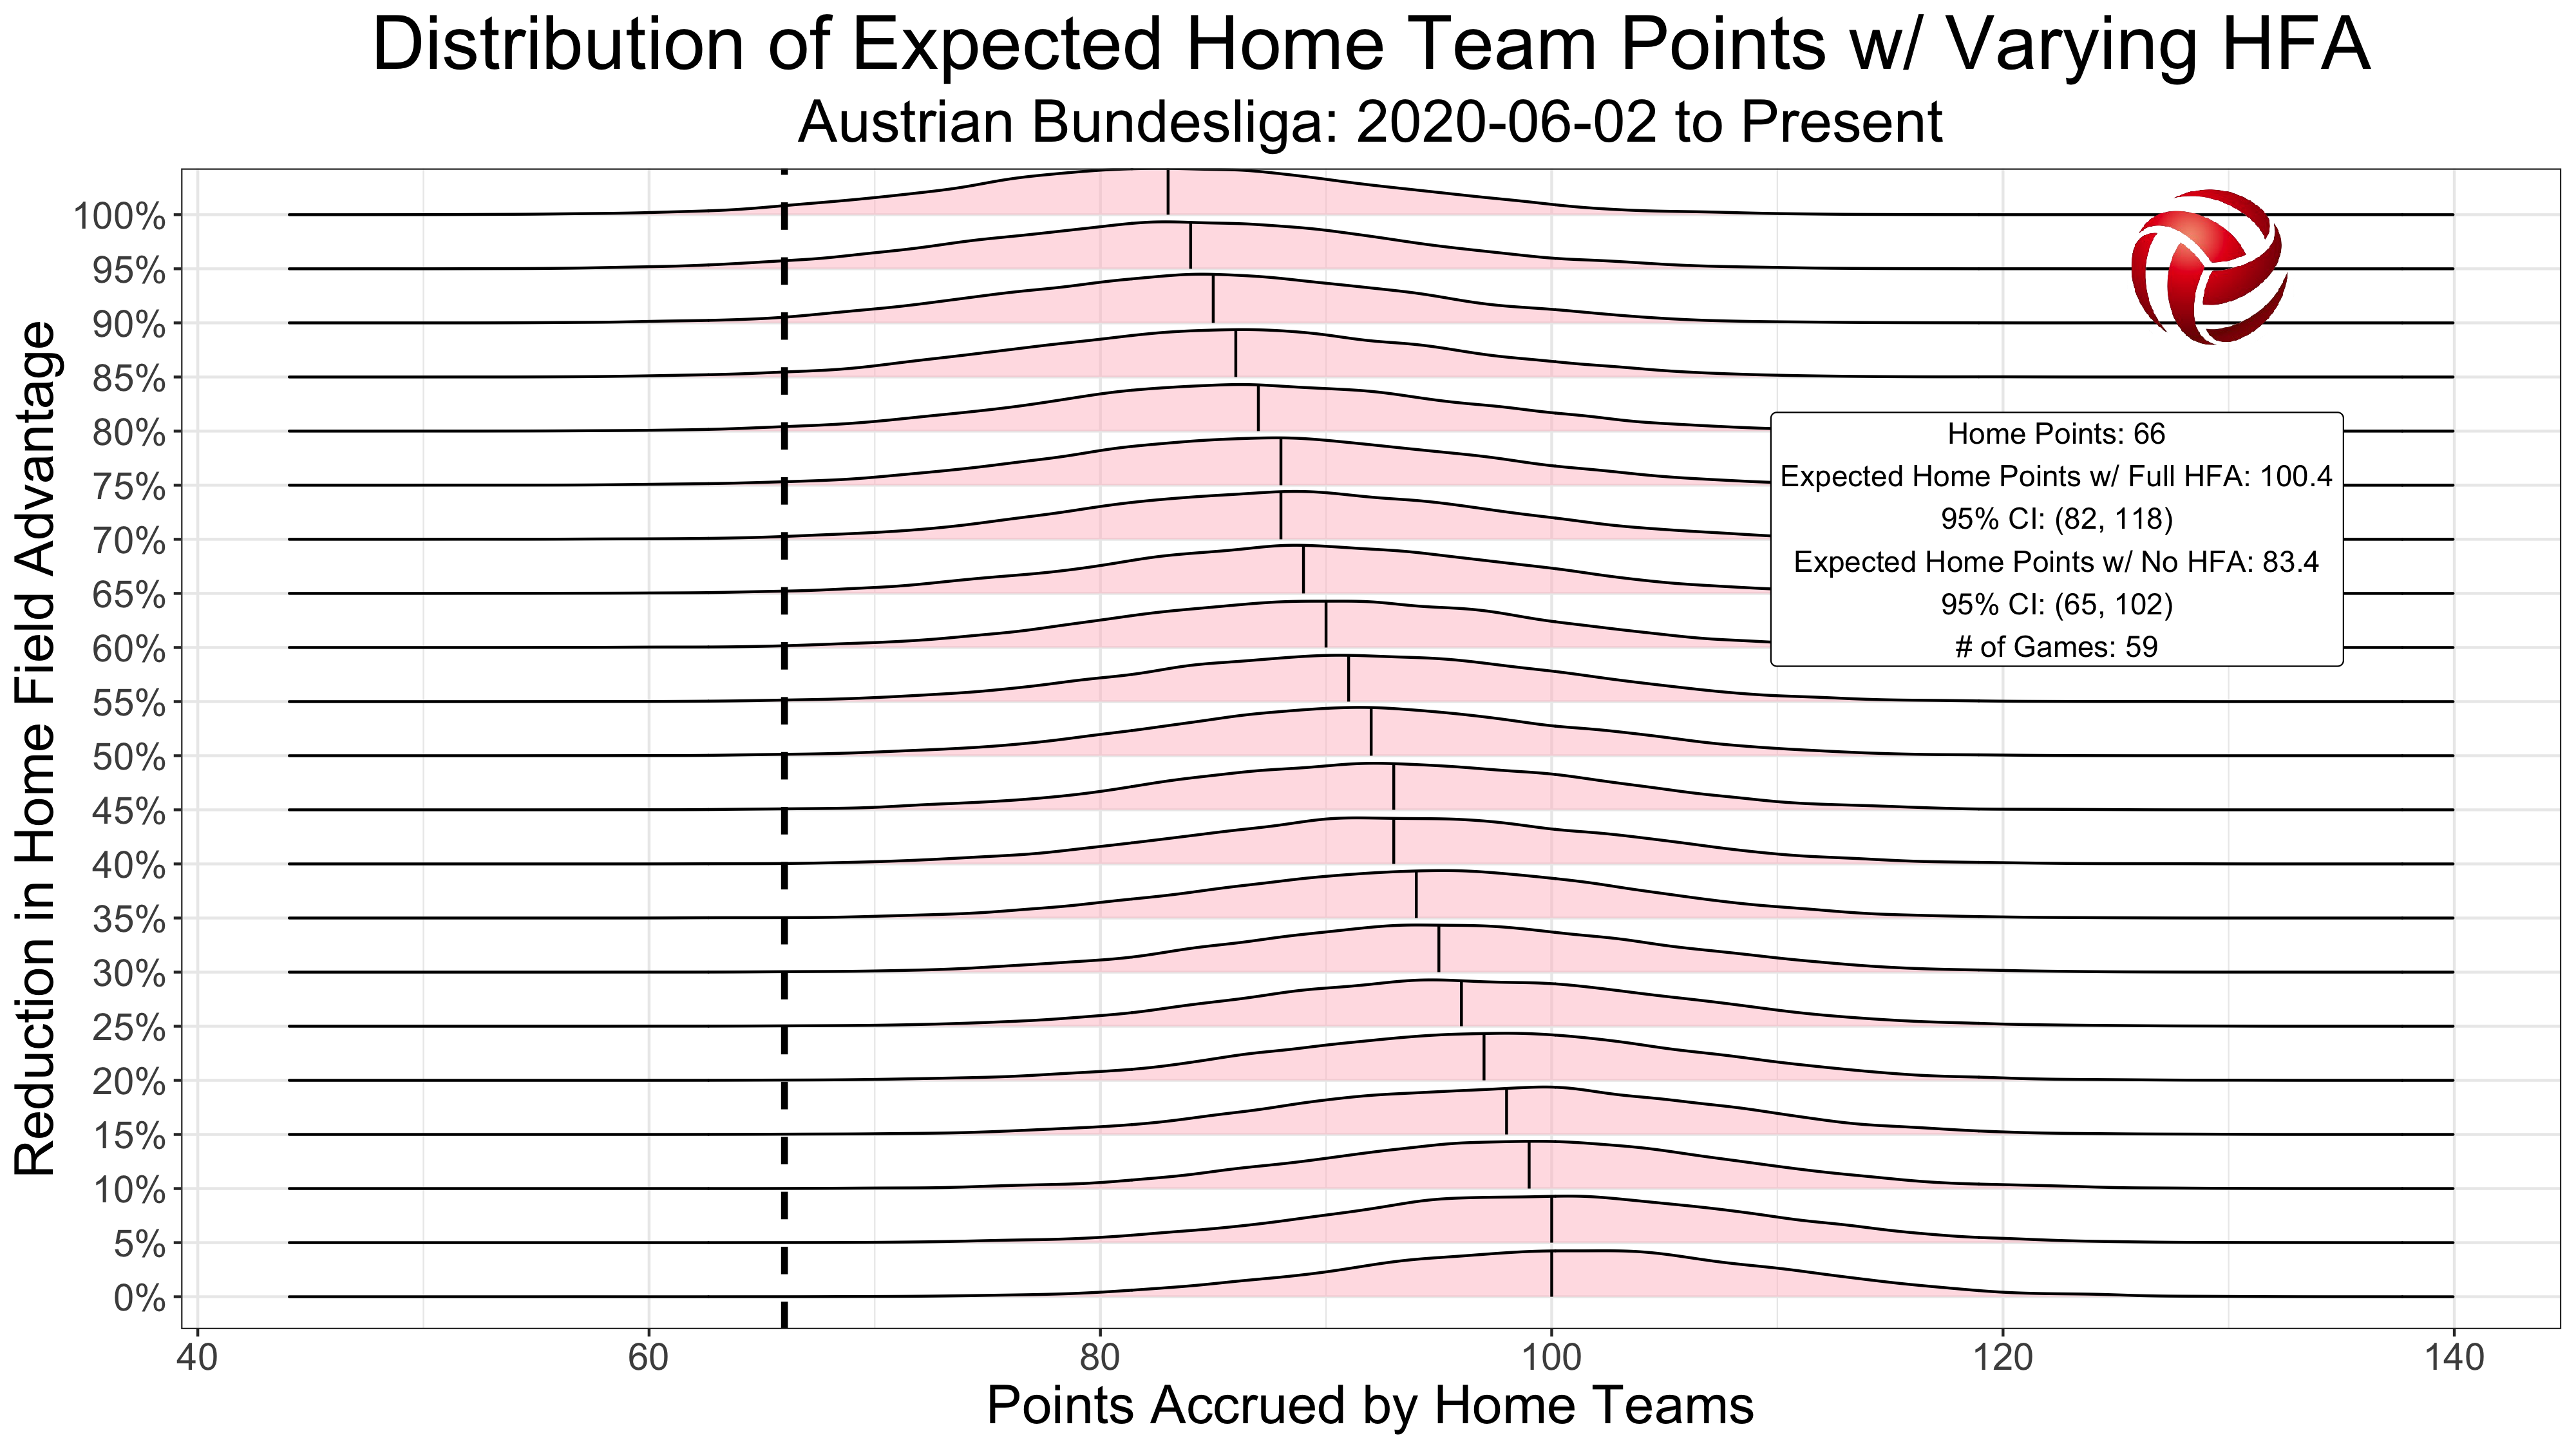 Distribution of Expected Home Team Points w/ Varying HFA
Austrian Bundesliga: 2020-06-02 to Present
Reduction in Home Field Advantage
100%
95%
90%
85%
80%
75%
70%
65%
60%
55%
50%
45%
40%
35%
30%
25%
20%
15%
10%
5%
0%
Home Points: 66
Expected Home Points w/ Full HFA: 100.4
95% CI: (82, 118)
Expected Home Points w/ No HFA: 83.4
95% CI: (65, 102)
# of Games: 59
40 60 80 100 120 140
Points Accrued by Home Teams